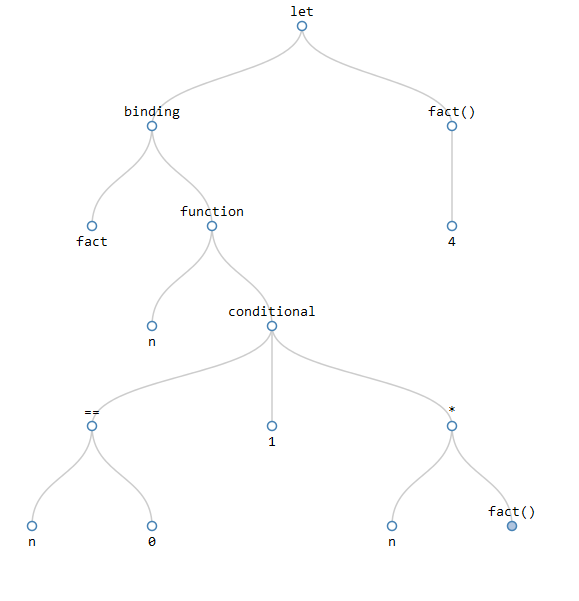 let
binding
fact()
function
fact
4
conditional
n
==
*
1
fact()
n
0
n